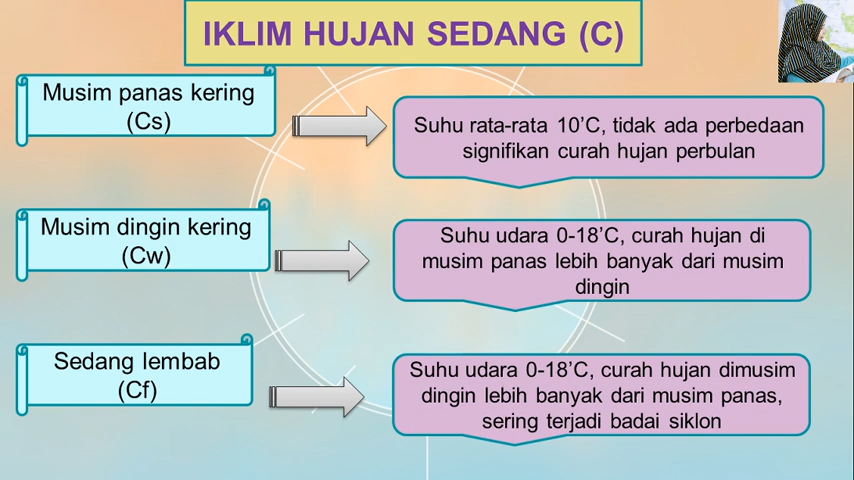 IKLIM HUJAN SEDANG (C)
Musim panas kering
(Cs)
Suhu rata-rata 10’C, tidak ada perbedaan
signifikan curah hujan perbulan
Musim dingin kering
(Cw)
Suhu udara 0-18’C, curah hujan di
musim panas lebih banyak dari musim
dingin
Sedang lembab
(Cf)
Suhu udara 0-18’C, curah hujan dimusim
dingin lebih banyak dari musim panas,
sering terjadi badai siklon